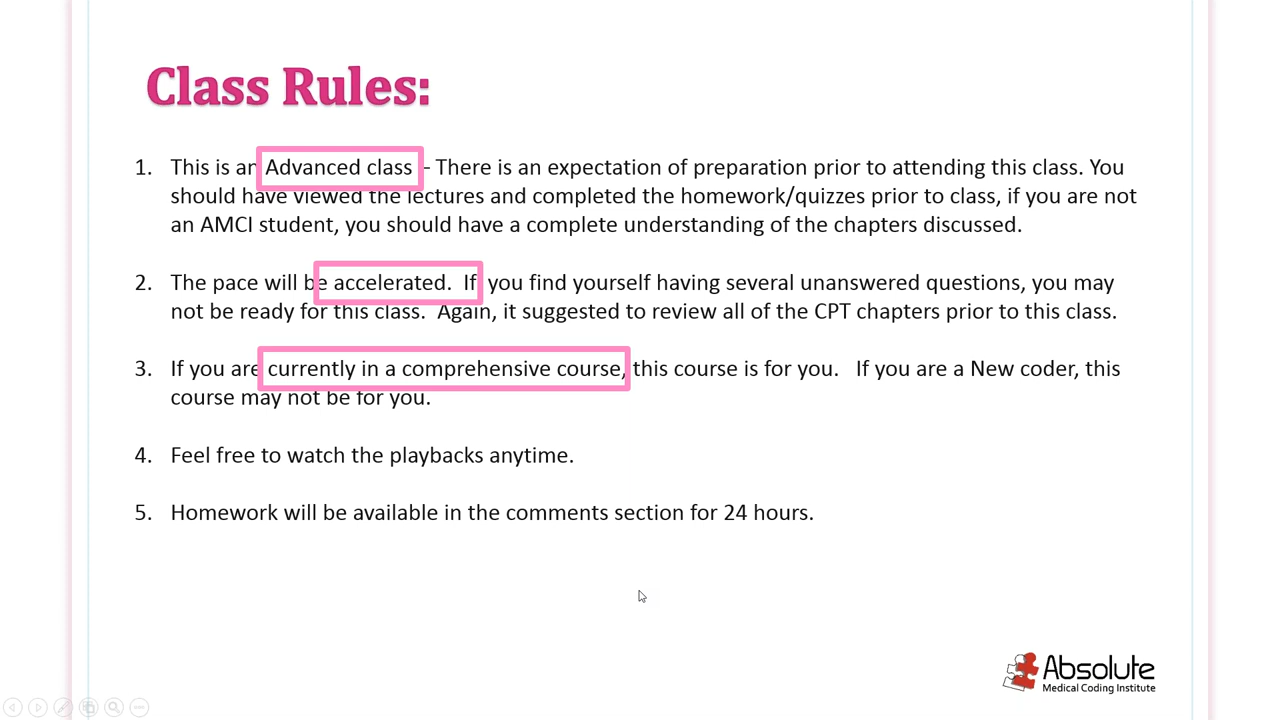 Class Rules:
1. This is an Advanced class - There is an expectation of preparation prior to attending this class. You
should have viewed the lectures and completed the homework/quizzes prior to class, if you are not
an AMCI student, you should have a complete understanding of the chapters discussed.
2. The pace will be accelerated. If you find yourself having several unanswered questions, you may
not be ready for this class. Again, it suggested to review all of the CPT chapters prior to this class.
3. If you are currently in a comprehensive course, this course is for you. If you are a New coder, this
course may not be for you.
4. Feel free to watch the playbacks anytime.
5. Homework will be available in the comments section for 24 hours.
Absolute
Medical Coding Institute